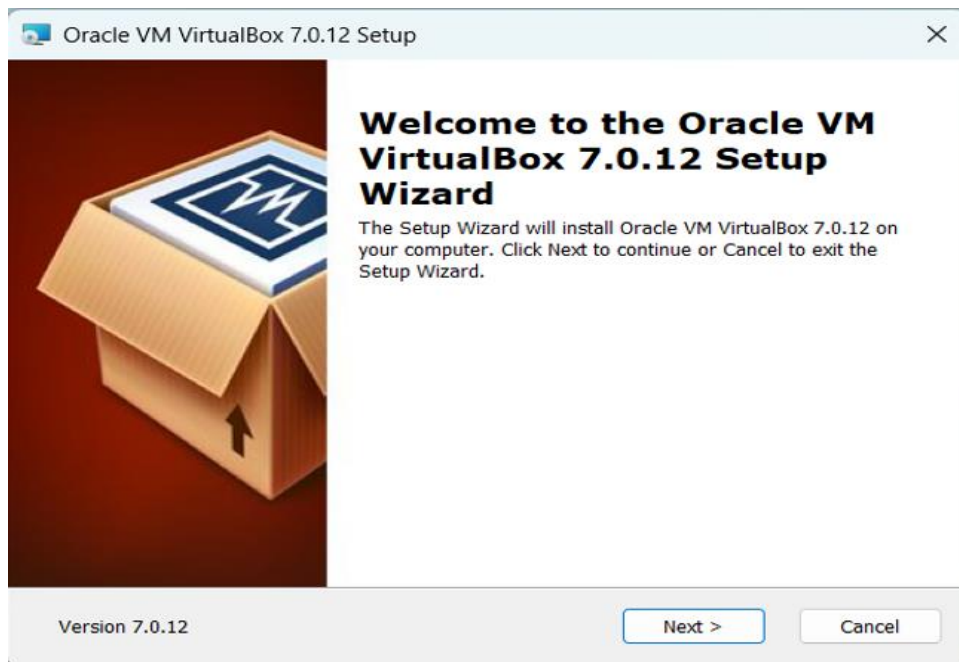 Oracle VM VirtualBox 7.0.12 Setup
Welcome to the Oracle VM
VirtualBox 7.0.12 Setup
Wizard
The Setup Wizard will install Oracle VM VirtualBox 7.0.12 on
your computer. Click Next to continue or Cancel to exit the
Setup Wizard.
Version 7.0.12
Next >
Cancel